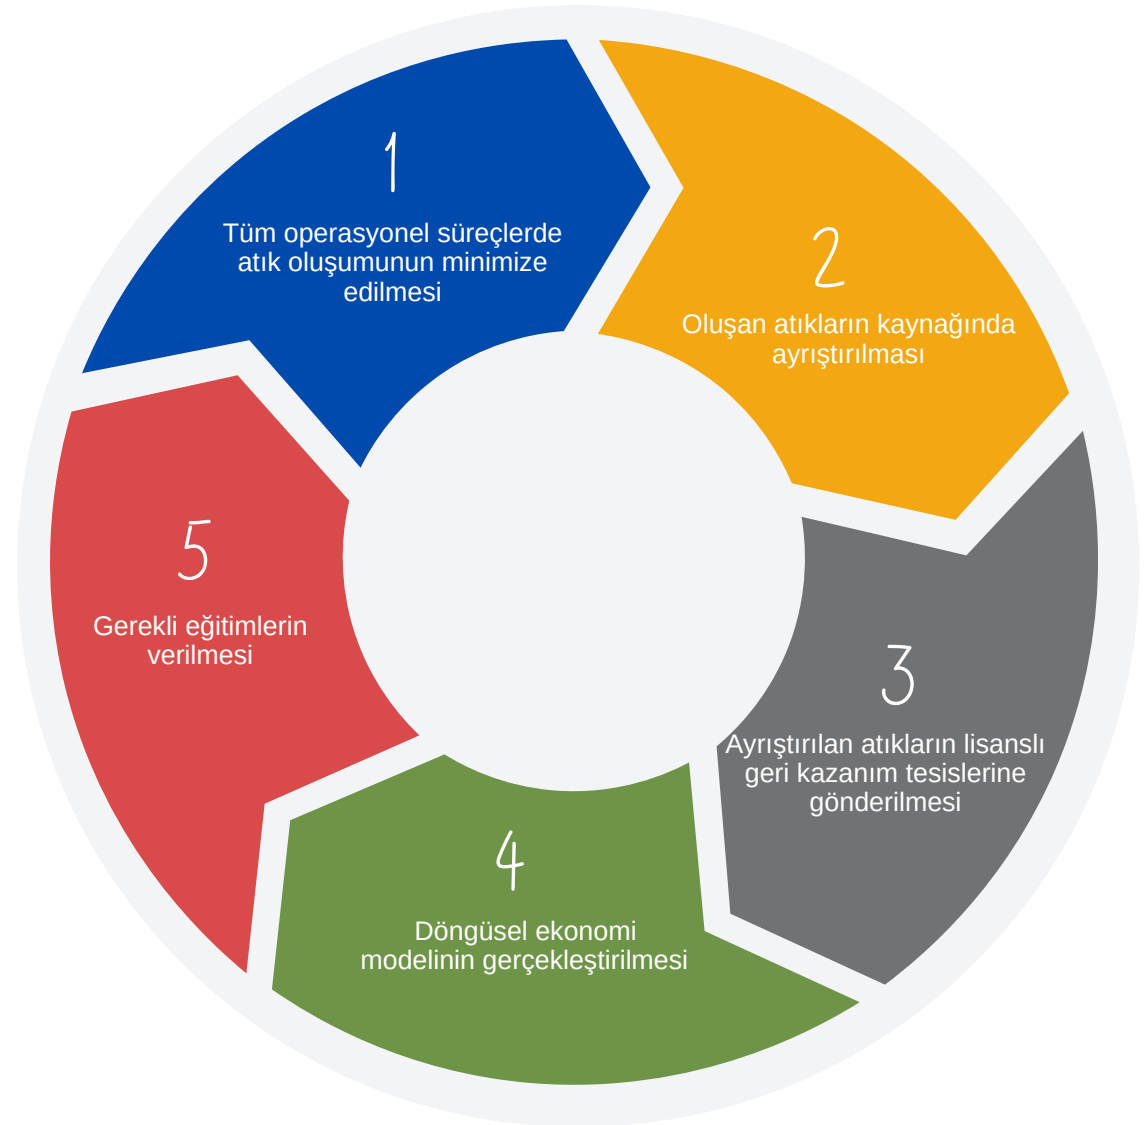 1
Tüm operasyonel süreçlerde
atık oluşumunun minimize
edilmesi
2
Oluşan atıkların kaynağında
ayrıştırılması
3
Ayrıştırılan atıkların lisanslı
geri kazanım tesislerine
gönderilmesi
4
Döngüsel ekonomi
modelinin gerçekleştirilmesi
5
Gerekli eğitimlerin
verilmesi